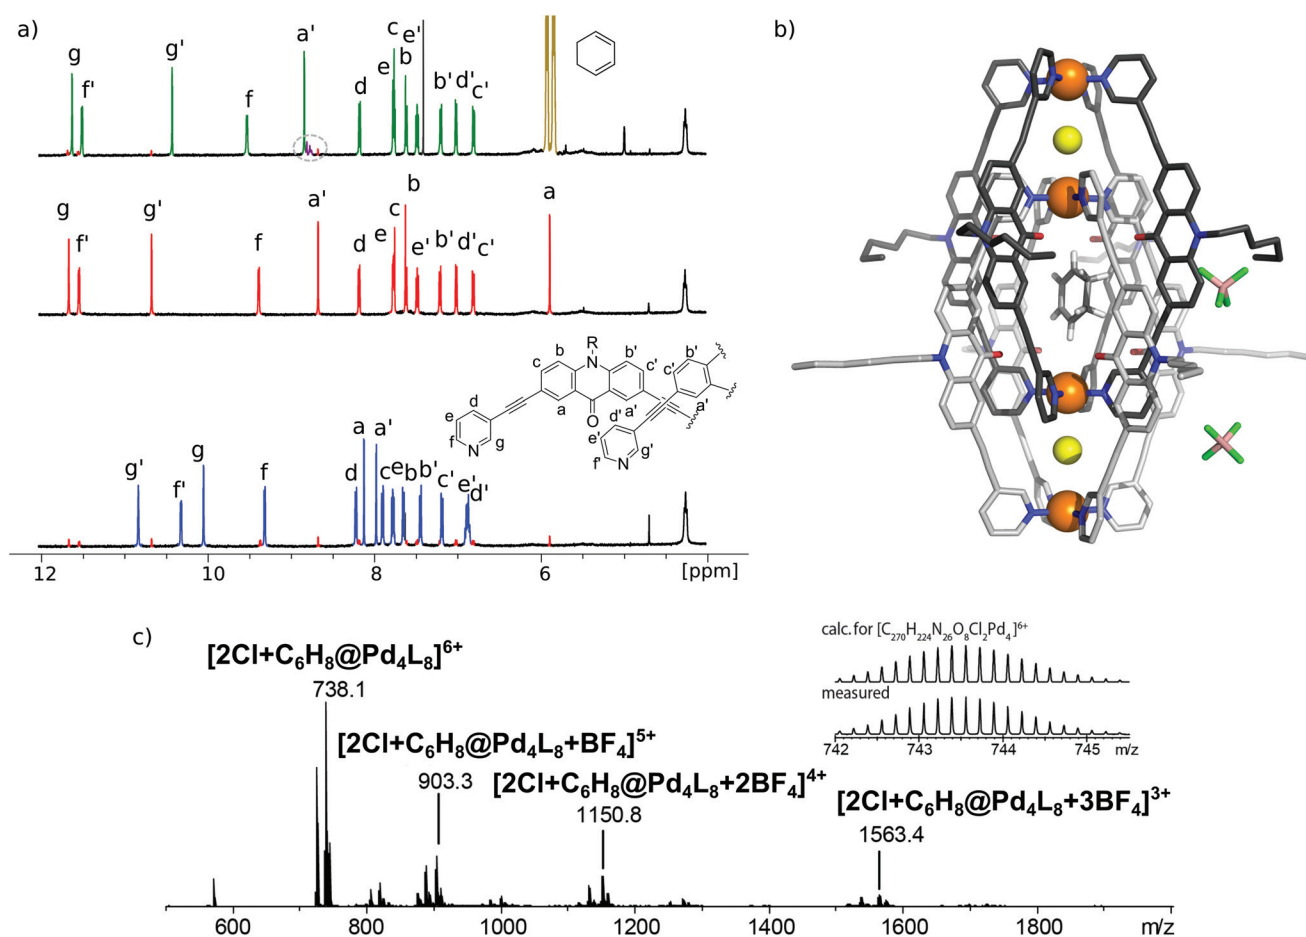 a)
g
f'
g'
f
a'
d
e
c
b
e'
b'
d'
c'
g
f'
g'
f
a'
d
e
c
b
e'
b'
d'
c'
a
R
N
b
c
b'
c'
a
O
a'
d
e
f
g
N
c'
b'
a'
d'
e'
f'
g'
N
g'
f'
g
f
d
a
a'
c
e
b
b'
c'
e'
d'
12
10
8
6
[ppm]
b)
c)
[2Cl+C₆H₈@Pd₄L₈]⁶⁺
738.1
[2Cl+C₆H₈@Pd₄L₈+BF₄]⁵⁺
903.3
[2Cl+C₆H₈@Pd₄L₈+2BF₄]⁴⁺
1150.8
[2Cl+C₆H₈@Pd₄L₈+3BF₄]³⁺
1563.4
calc.for [C₂₇₀H₂₂₄N₂₆O₈Cl₂Pd₄]⁶⁺
measured
742
743
744
745
m/z
600
800
1000
1200
1400
1600
1800
m/z